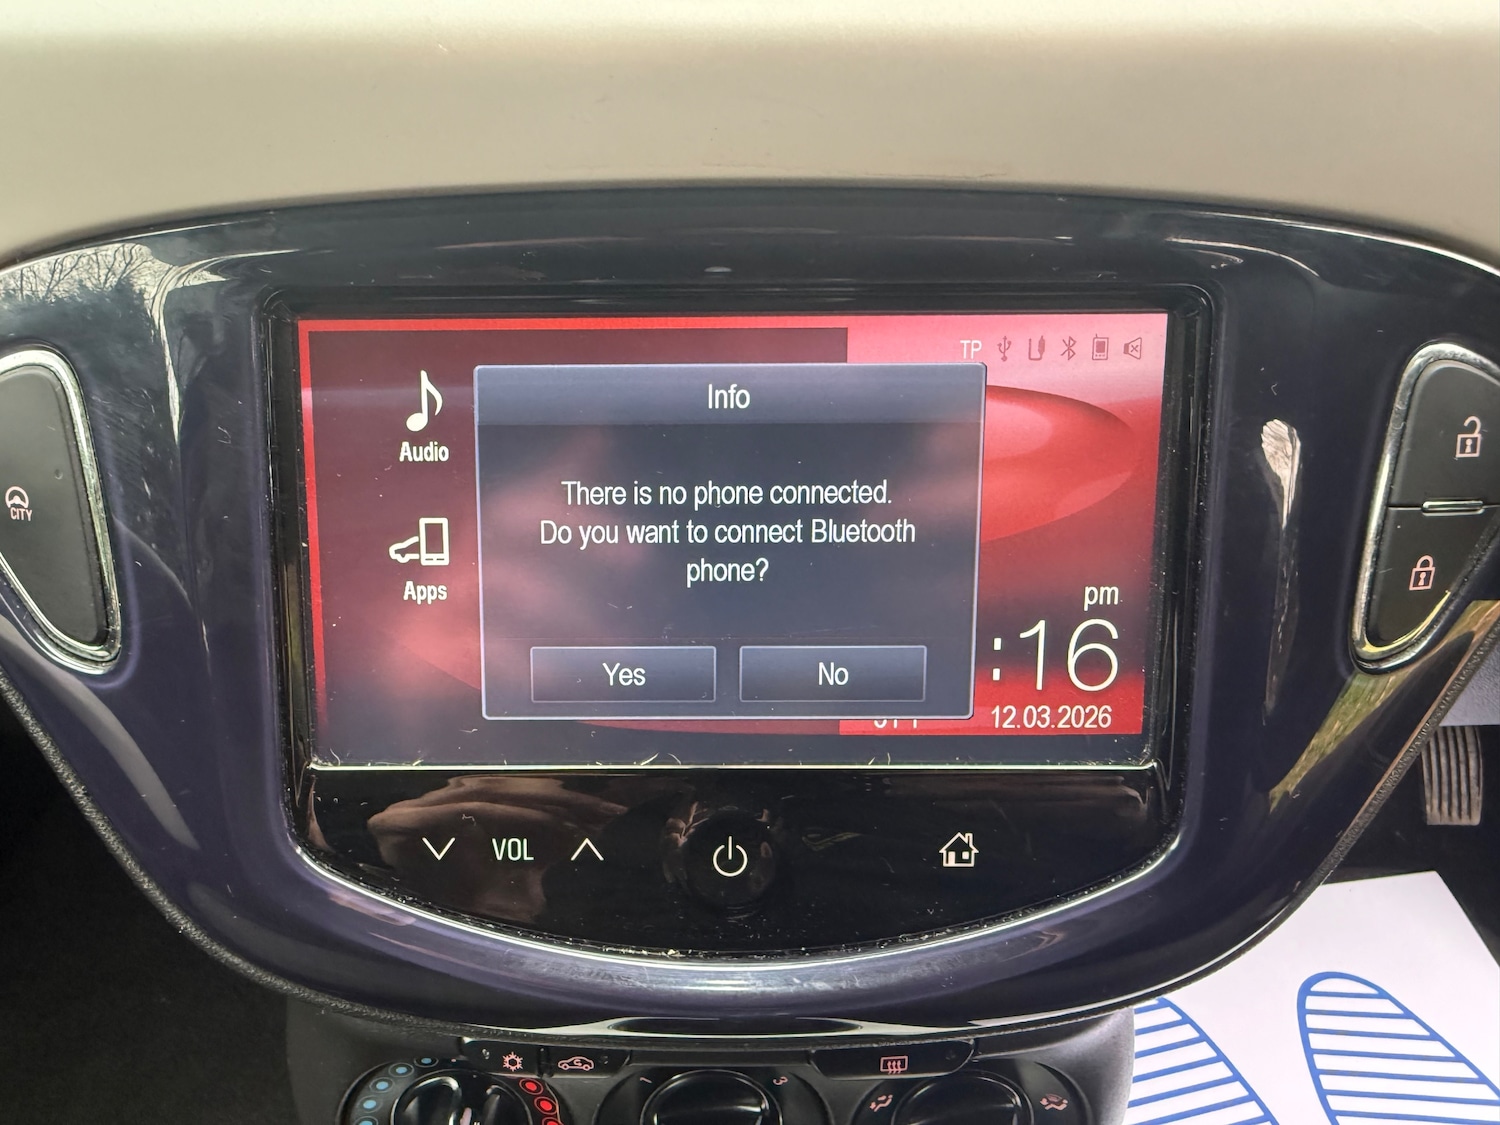 TP
Info
Audio
There is no phone connected.
Do you want to connect Bluetooth
phone?
Apps
pm
:16
Yes
No
12.03.2026
CITY
VOL
3